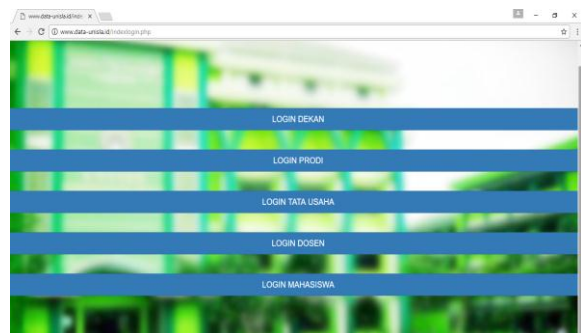 www.data-unisla.id/inde
www.data-unisla.id/indexlogin.php
LOGIN DEKAN
LOGIN PRODI
LOGIN TATA USAHA
LOGIN DOSEN
LOGIN MAHASISWA